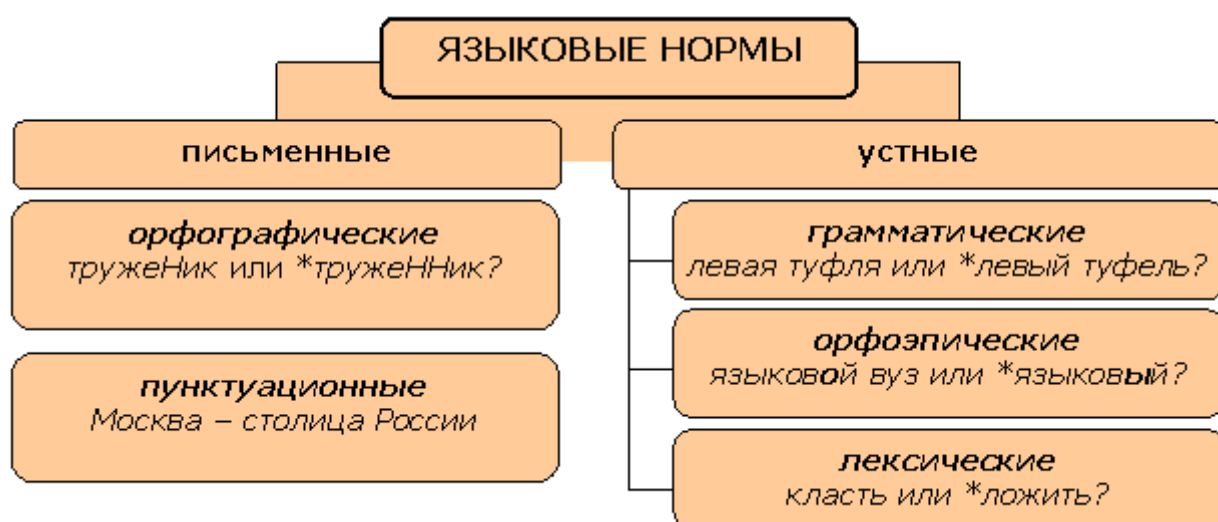 ЯЗЫКОВЫЕ НОРМЫ
письменные
орфографические
тружеНик или *тружеННик?
пунктуационные
Москва – столица России
устные
грамматические
левая туфля или *левый туфель?
орфоэпические
языковой вуз или *языковый?
лексические
класть или *ложить?